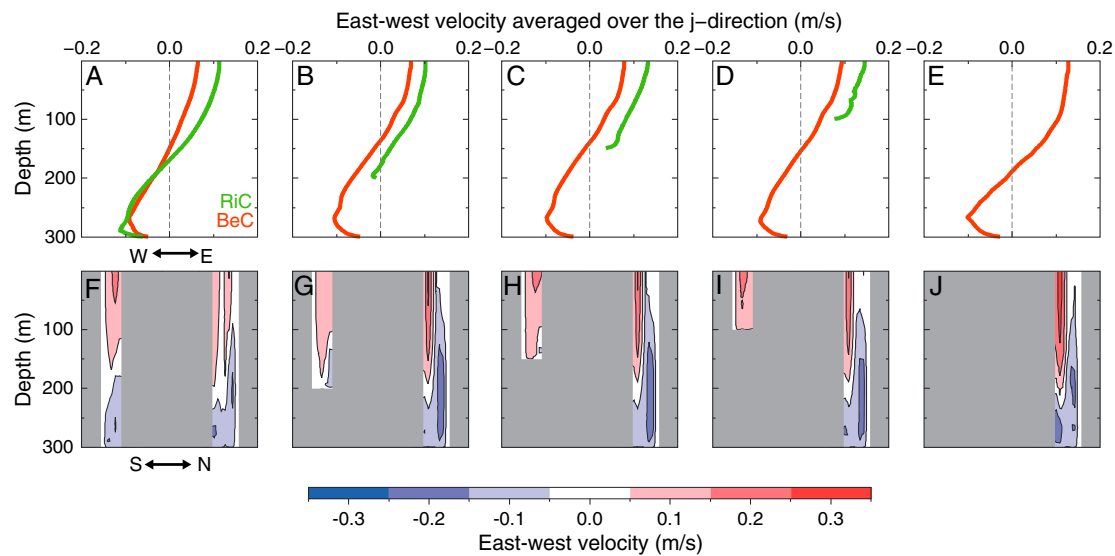 East-west velocity averaged over the j-direction (m/s)
−0.2 0.0 0.2 −0.2 0.0 0.2 −0.2 0.0 0.2 −0.2 0.0 0.2 −0.2 0.0 0.2
A B C D E
Depth (m)
100
200
300
RiC
BeC
W E
F G H I J
Depth (m)
100
200
300
S N
-0.3 -0.2 -0.1 0.0 0.1 0.2 0.3
East-west velocity (m/s)